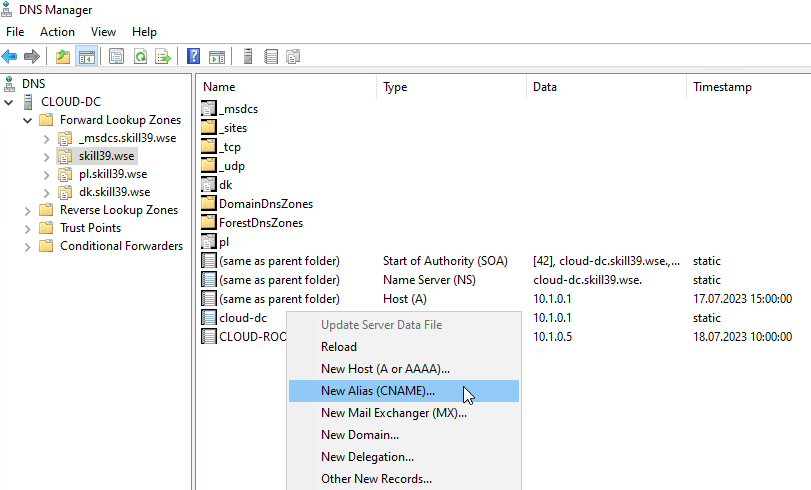 DNS Manager
File Action View Help
DNS
CLOUD-DC
Forward Lookup Zones
_msdcs.skill39.wse
skill39.wse
pl.skill39.wse
dk.skill39.wse
Reverse Lookup Zones
Trust Points
Conditional Forwarders
Name Type Data Timestamp
_msdcs
_sites
_tcp
_udp
dk
DomainDnsZones
ForestDnsZones
pl
(same as parent folder) Start of Authority (SOA) [42], cloud-dc.skill39.wse.,... static
(same as parent folder) Name Server (NS) cloud-dc.skill39.wse. static
(same as parent folder) Host (A) 10.1.0.1 17.07.2023 15:00:00
cloud-dc 10.1.0.1 static
CLOUD-ROO 10.1.0.5 18.07.2023 10:00:00
Update Server Data File
Reload
New Host (A or AAAA)...
New Alias (CNAME)...
New Mail Exchanger (MX)...
New Domain...
New Delegation...
Other New Records...